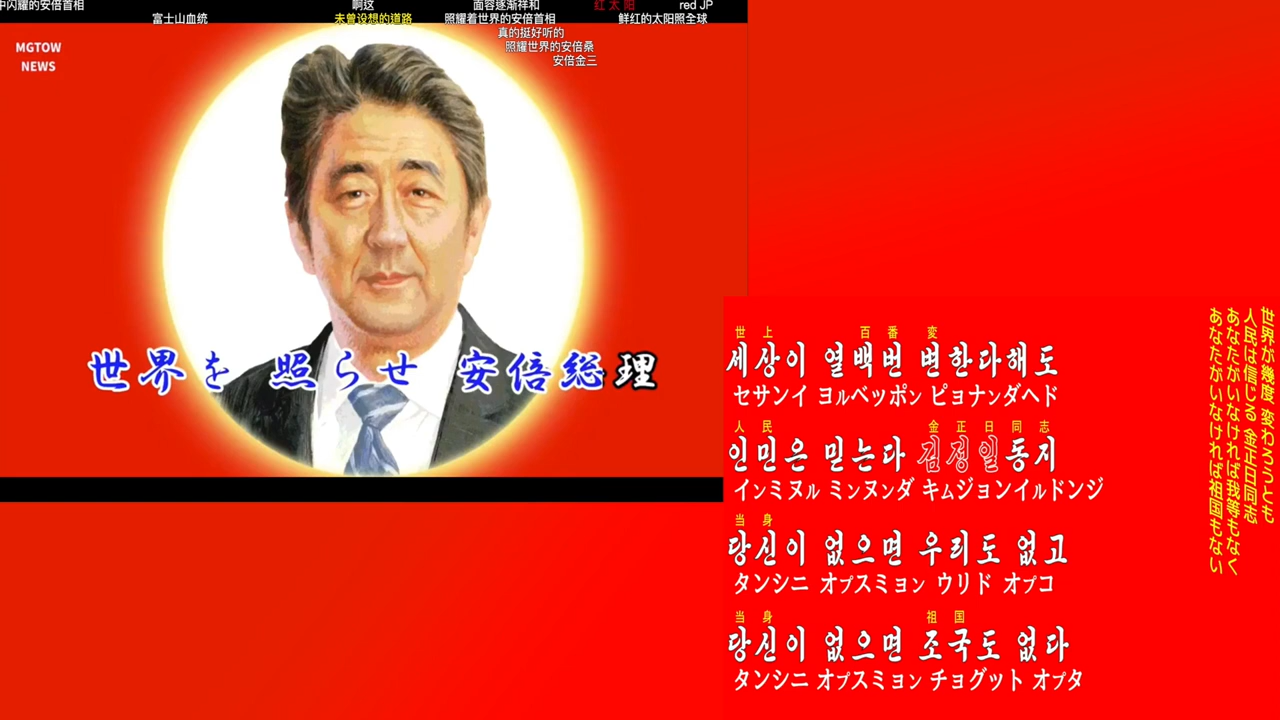 中闪耀的安倍首相
啊这
面容逐渐祥和
红太阳
red JP
富士山血统
未曾设想的道路
照耀着世界的安倍首相
鲜红的太阳照全球
真的挺好听的
照耀世界的安倍桑
安倍金三
MGTOW
NEWS
世界を 照らせ 安倍総理
世上 百番 変
세상이 열백번 변한다해도
セサンイ ヨルベッポン ピョナンダヘド
人民 金正日同志
인민은 믿는다 김정일동지
インミヌル ミンヌンダ キムジョンイルドンジ
当身
당신이 없으면 우리도 없고
タンシニ オプスミョン ウリド オプコ
当身 祖国
당신이 없으면 조국도 없다
タンシニ オプスミョン チョグット オプタ
世界が幾度 変わろうとも
人民は信じる 金正日同志
あなたがいなければ我等もなく
あなたがいなければ祖国もない